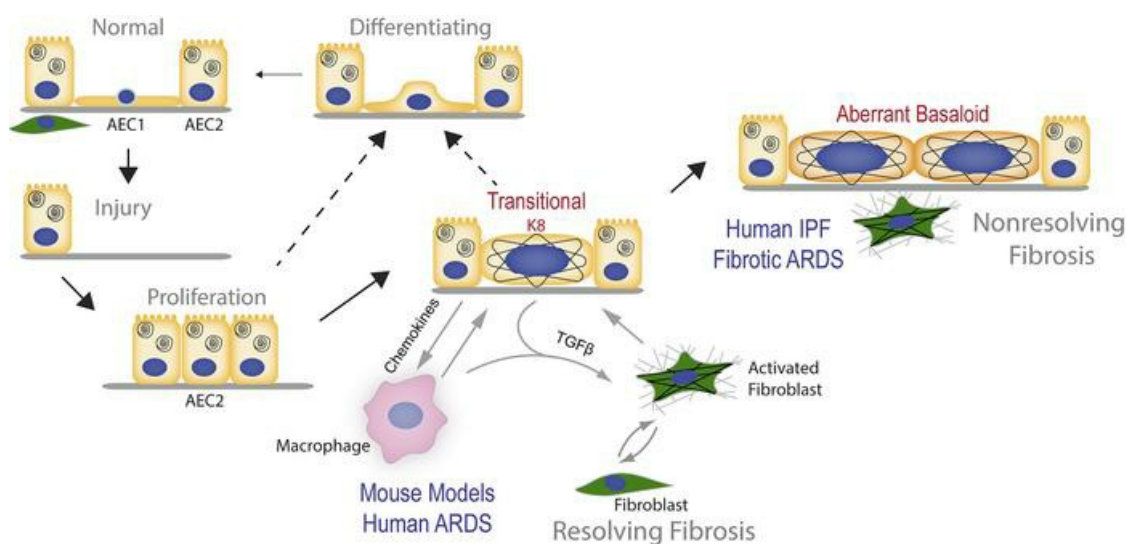 Normal
Differentiating
AEC1
AEC2
Injury
Proliferation
AEC2
Transitional
K8
Chemokines
TGFβ
Macrophage
Mouse Models
Human ARDS
Activated
Fibroblast
Fibroblast
Resolving Fibrosis
Aberrant Basaloid
Human IPF
Fibrotic ARDS
Nonresolving
Fibrosis